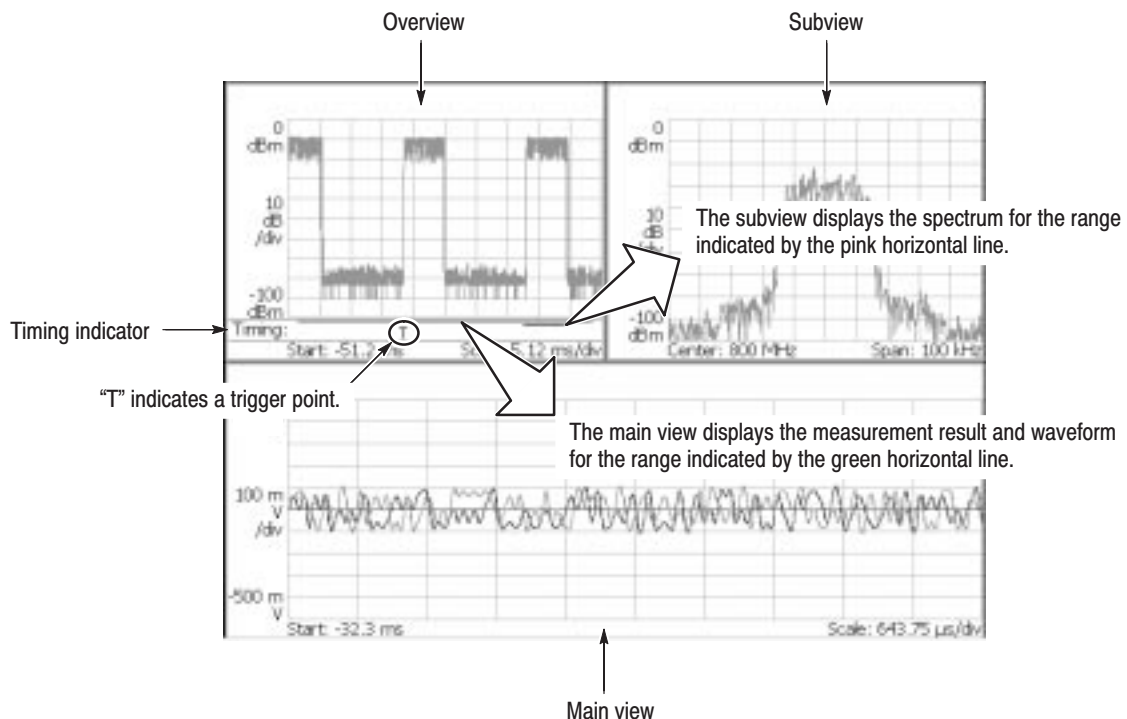 Overview
Subview
0
dBm
10
dB
/div
-100
dBm
0
dBm
10
dB
-100
dBm
The subview displays the spectrum for the range
indicated by the pink horizontal line.
Timing indicator
Timing:
T
Start: -51.2
5.12 ms/div
Center: 800 MHz
Span: 100 kHz
"T" indicates a trigger point.
The main view displays the measurement result and waveform
for the range indicated by the green horizontal line.
100 m
V
/div
-500 m
V
Start: -32.3 ms
Scale: 643.75 µs/div
Main view